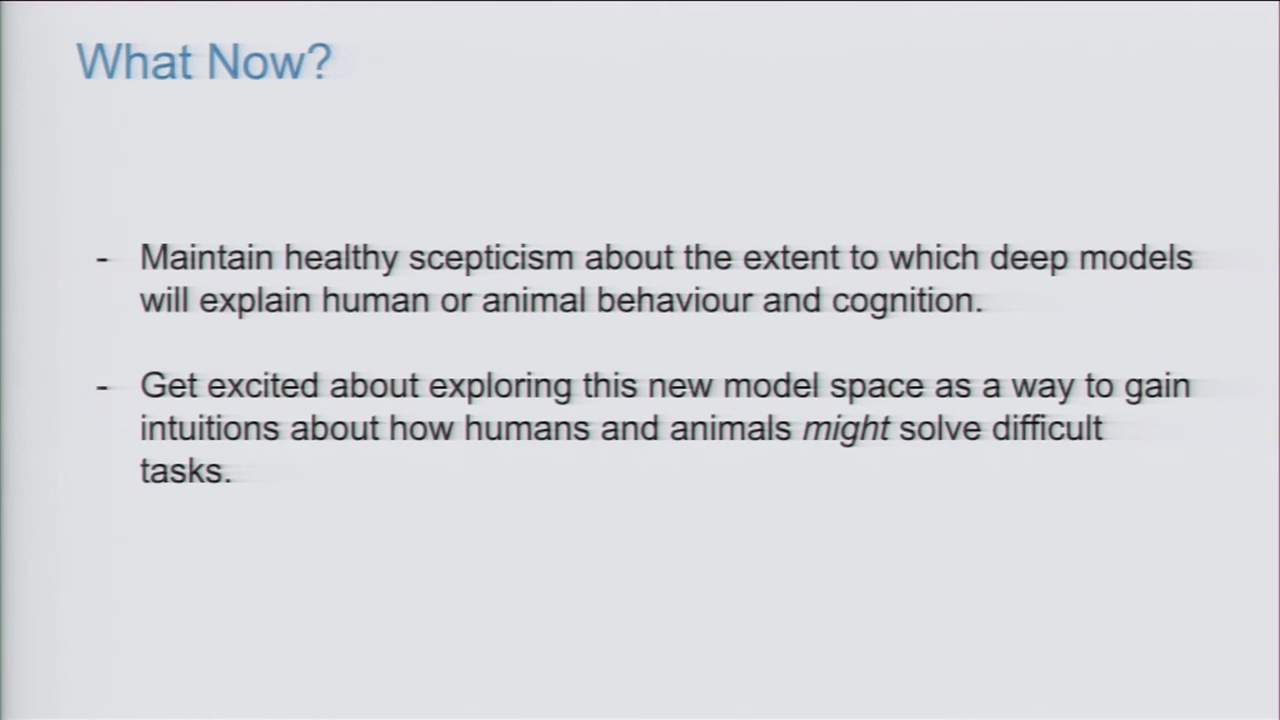 What Now?
- Maintain healthy scepticism about the extent to which deep models
will explain human or animal behaviour and cognition.
- Get excited about exploring this new model space as a way to gain
intuitions about how humans and animals might solve difficult
tasks.